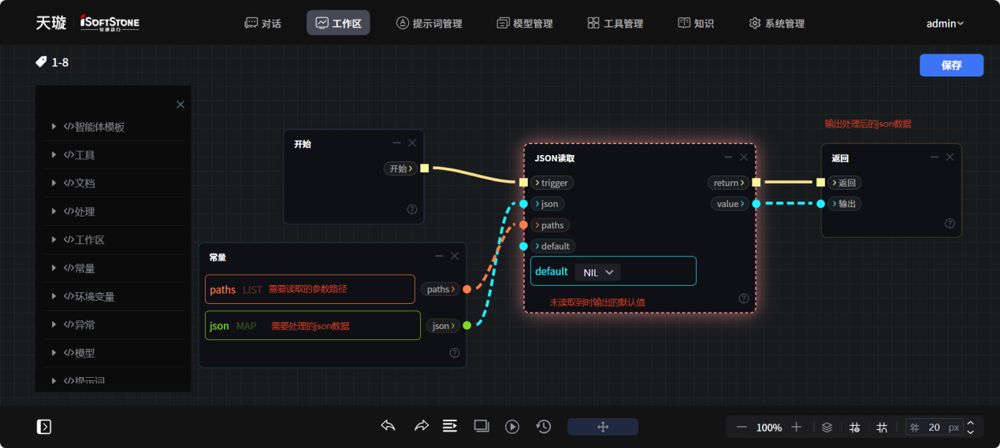 天璇 iSOFTSTONE 软通动力 对话 工作区 提示词管理 模型管理 工具管理 知识 系统管理 admin
1-8 保存
智能体模板
工具
文档
处理
工作区
常量
环境变量
异常
模型
提示词
开始
开始
常量
paths LIST 需要读取的参数路径 paths
json MAP 需要处理的json数据 json
JSON读取
trigger return
json value
paths
default
default NIL
未读取到时输出的默认值
输出处理后的json数据
返回
返回
输出
100% 20 px